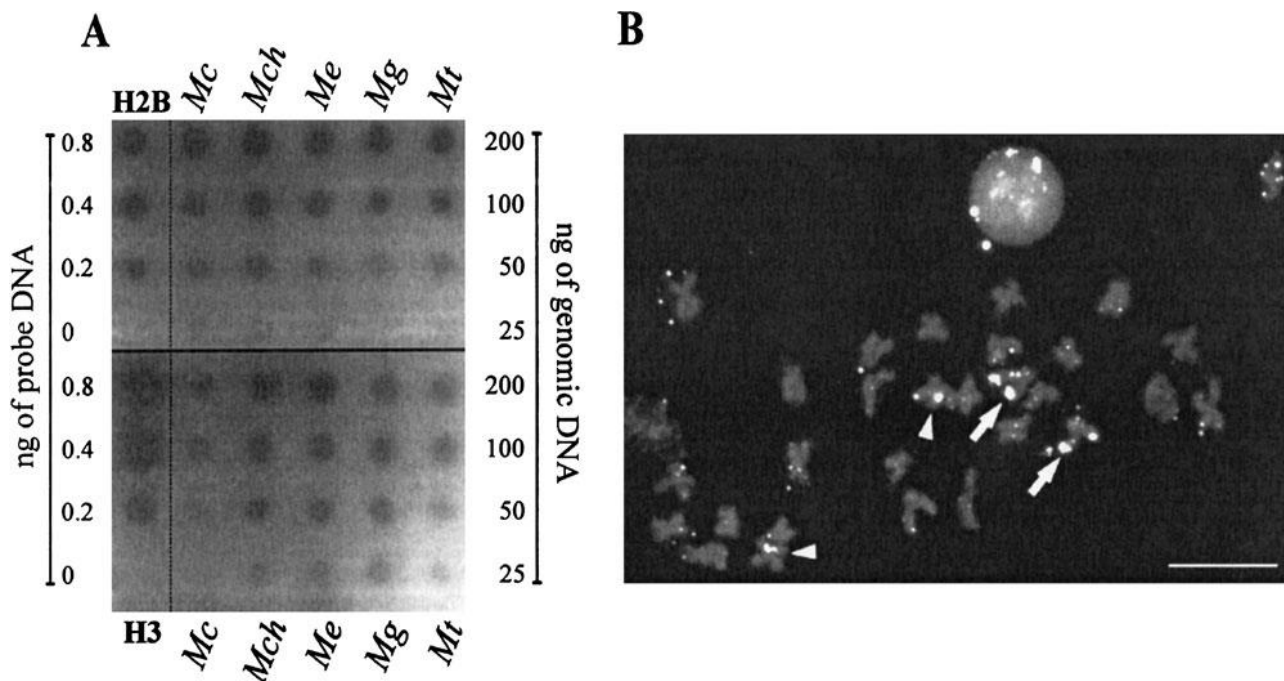 A
B
H2B Mc Mch Me Mg Mt
0.8 200
0.4 100
0.2 50
0 25
0.8 200
0.4 100
0.2 50
0 25
ng of probe DNA
ng of genomic DNA
H3 Mc Mch Me Mg Mt